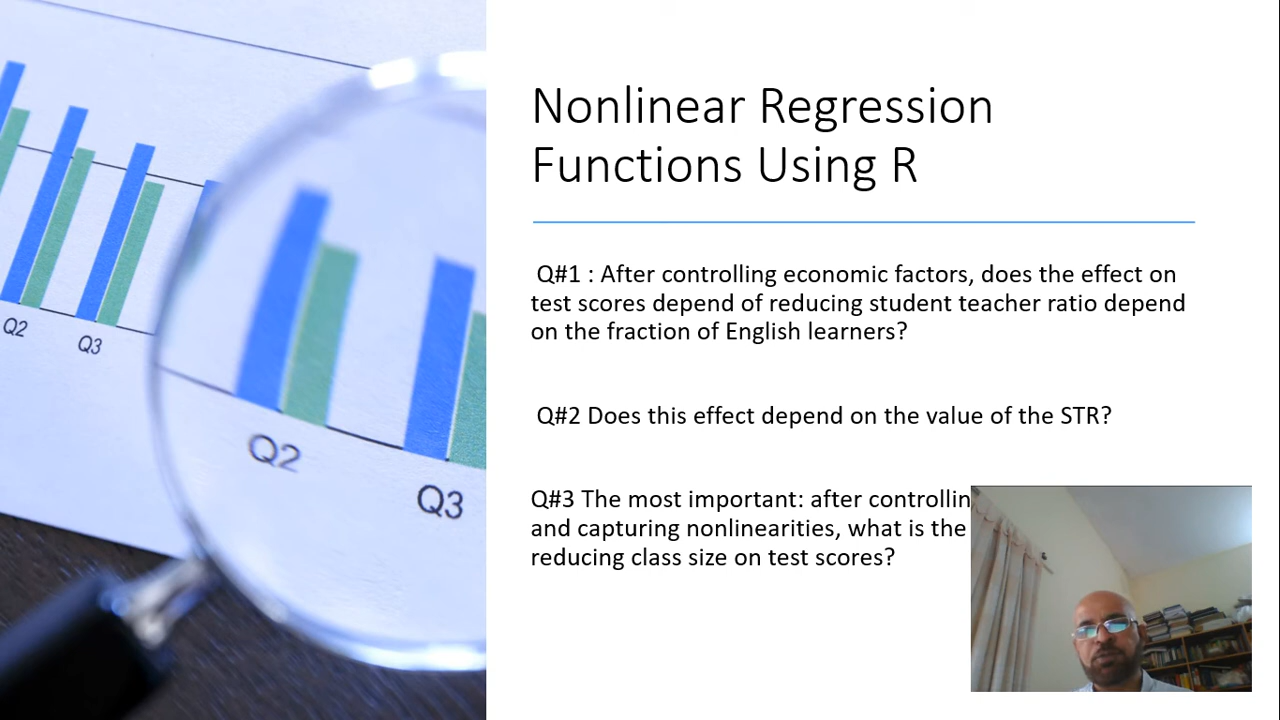 Nonlinear Regression
Functions Using R
Q#1 : After controlling economic factors, does the effect on
test scores depend of reducing student teacher ratio depend
on the fraction of English learners?
Q#2 Does this effect depend on the value of the STR?
Q#3 The most important: after controllin
and capturing nonlinearities, what is the
reducing class size on test scores?
Q2
Q3
Q2
Q3